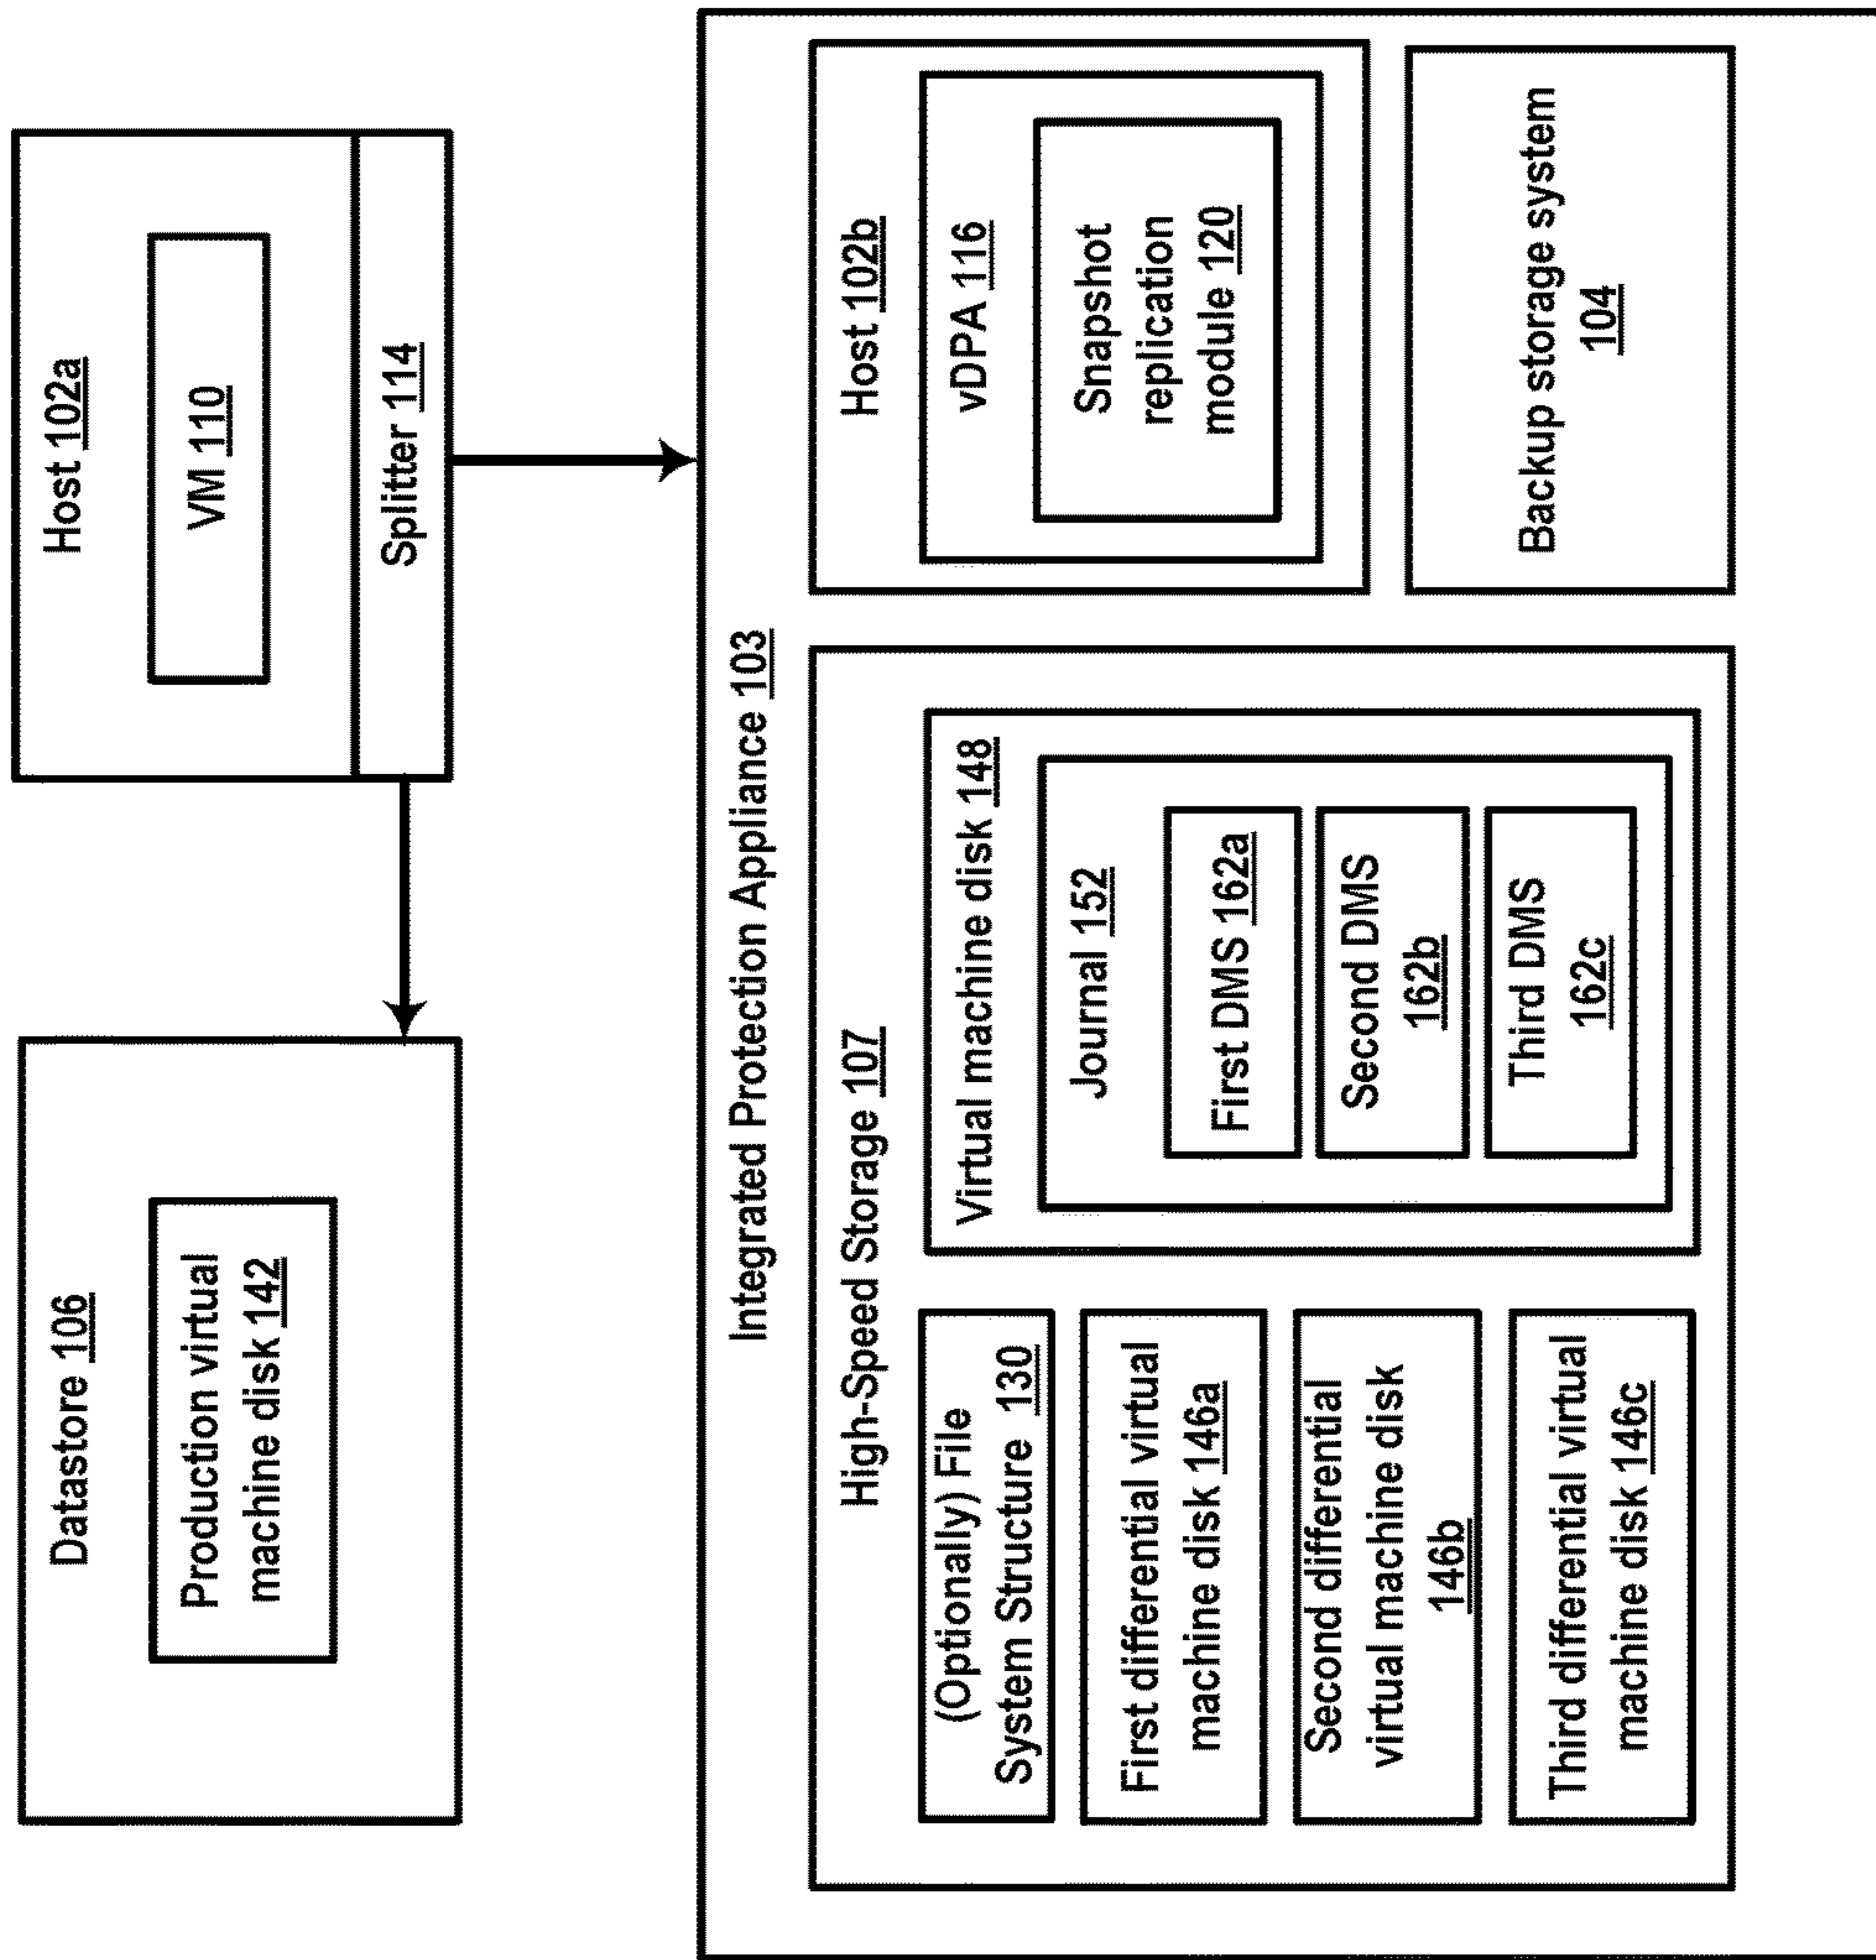 Datastore 106
Production virtual
machine disk 142
Host 102a
VM 110
Splitter 114
Integrated Protection Appliance 103
High-Speed Storage 107
(Optionally) File
System Structure 130
First differential virtual
machine disk 146a
Second differential
virtual machine disk
146b
Third differential virtual
machine disk 146c
Virtual machine disk 148
Journal 152
First DMS 162a
Second DMS
162b
Third DMS
162c
Host 102b
vDPA 116
Snapshot
replication
module 120
Backup storage system
104